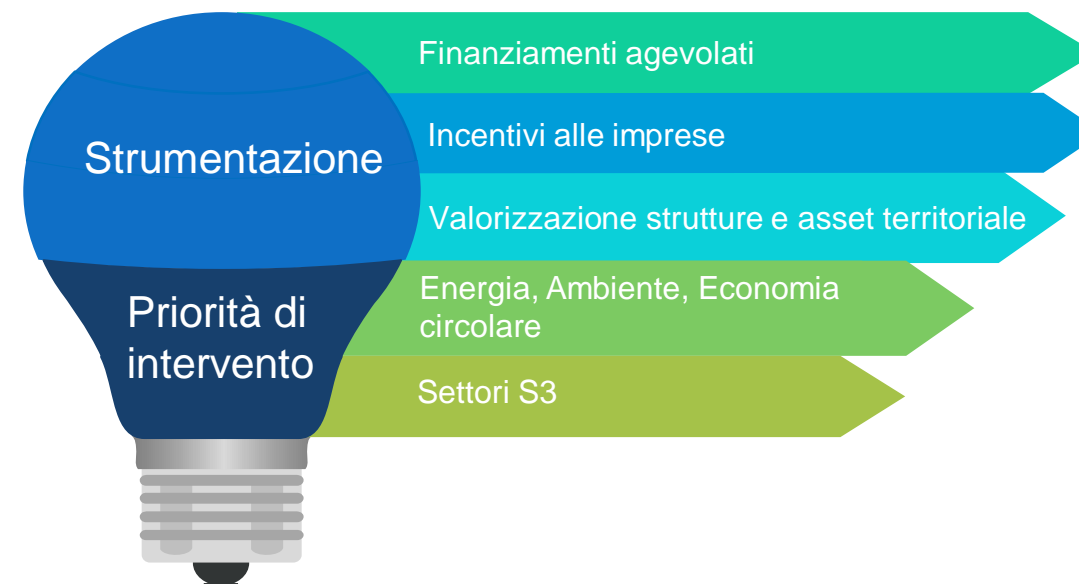 Strumentazione
Finanziamenti agevolati
Incentivi alle imprese
Valorizzazione strutture e asset territoriale
Priorità di
intervento
Energia, Ambiente, Economia
circolare
Settori S3